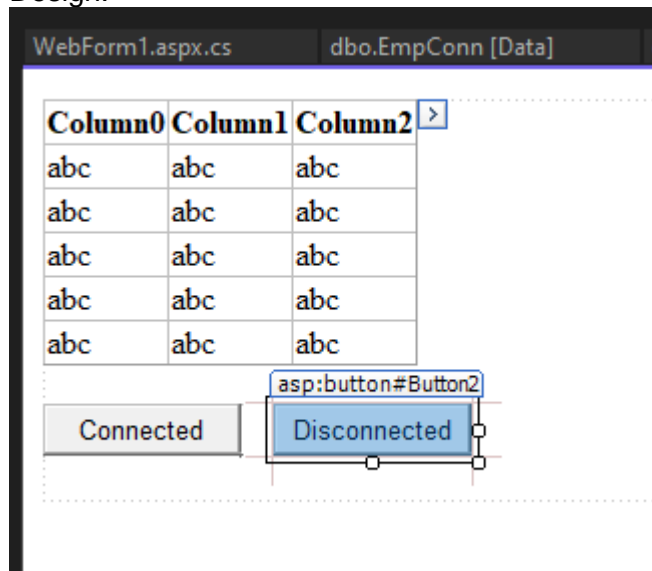 WebForm1.aspx.cs dbo.EmpConn [Data]
Column0 Column1 Column2 >
abc abc abc
abc abc abc
abc abc abc
abc abc abc
abc abc abc
asp:button#Button2
Connected Disconnected